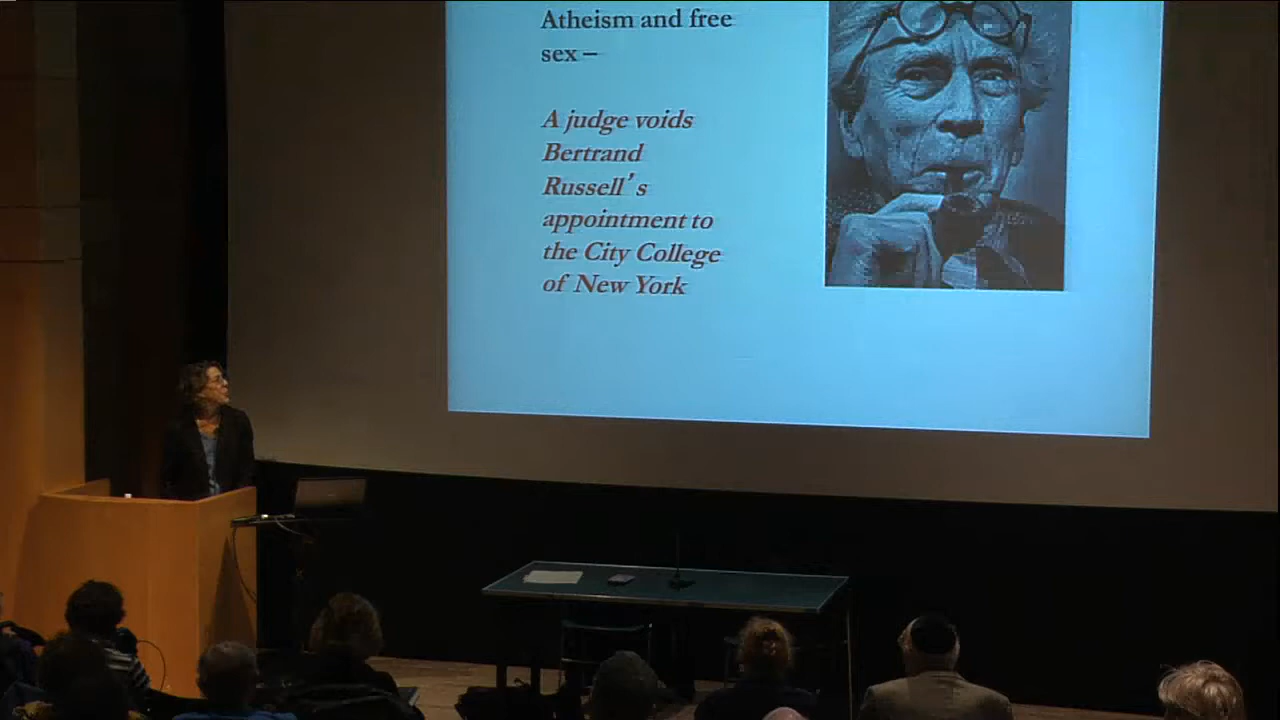 Atheism and free
sex –
A judge voids
Bertrand
Russell's
appointment to
the City College
of New York